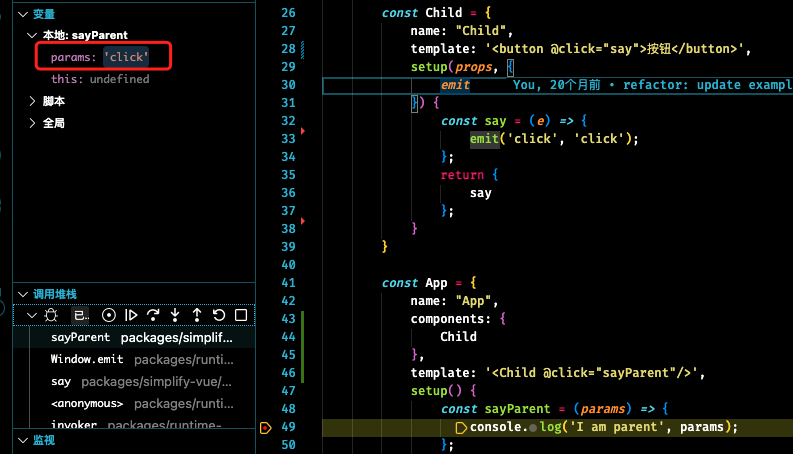 变量
本地: sayParent
params: 'click'
this: undefined
脚本
全局
调用堆栈
已..
sayParent packages/simplify...
Window.emit packages/runti...
say packages/simplify-vue/...
<anonymous> packages/runti...
invoker packages/runtime-
监视
26 const Child = {
27 name: "Child",
28 template: '<button @click="say">按钮</button>',
29 setup(props, {
30 emit You, 20个月前 • refactor: update exampl
31 }) {
32 const say = (e) => {
33 emit('click', 'click');
34 };
35 return {
36 say
37 };
38 }
39 }
40
41 const App = {
42 name: "App",
43 components: {
44 Child
45 },
46 template: '<Child @click="sayParent"/>',
47 setup() {
48 const sayParent = (params) => {
49 console.log('I am parent', params);
50 };